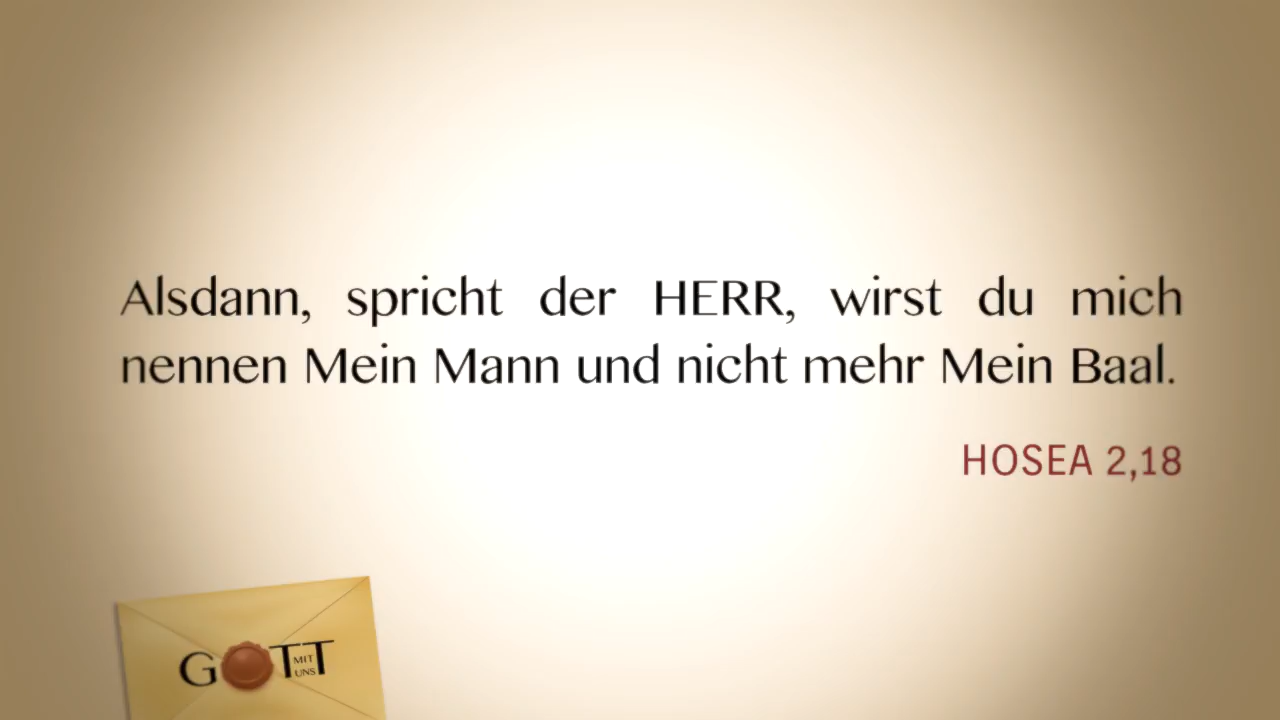 Alsdann, spricht der HERR, wirst du mich
nennen Mein Mann und nicht mehr Mein Baal.
HOSEA 2,18
GOTT
MIT
UNS